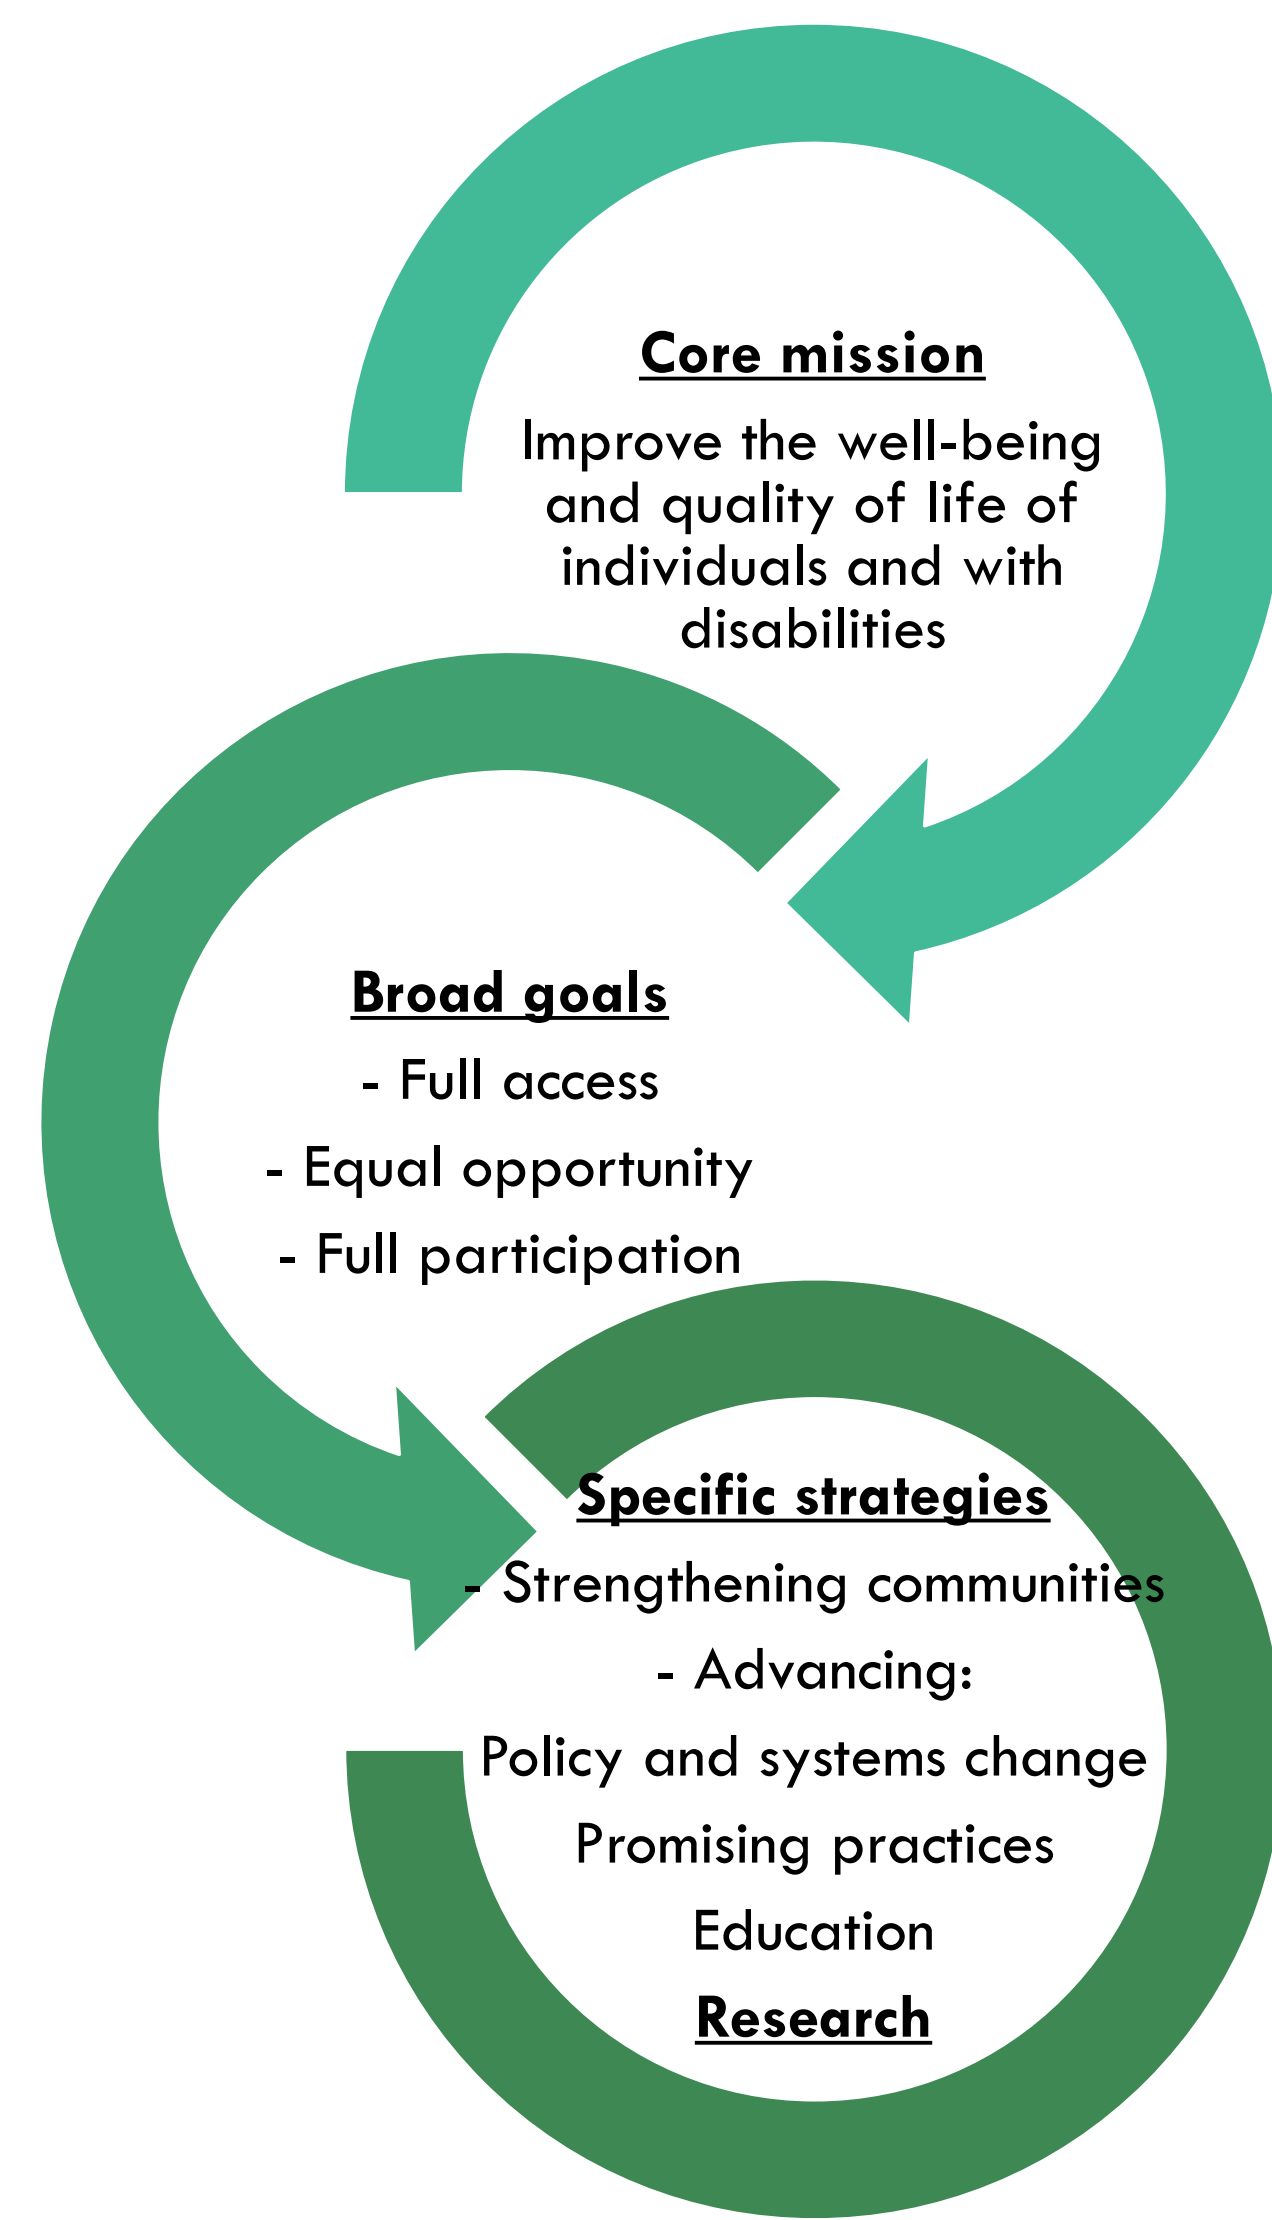 Core mission
Improve the well-being
and quality of life of
individuals and with
disabilities
Broad goals
- Full access
- Equal opportunity
- Full participation
Specific strategies
- Strengthening communities
- Advancing:
Policy and systems change
Promising practices
Education
Research